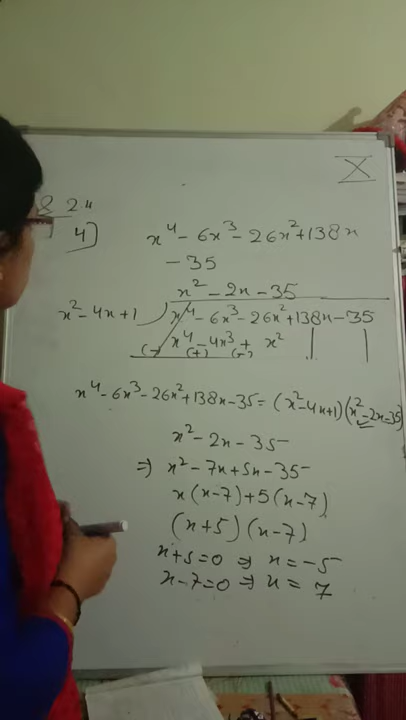 X
8 2.4
4)
x⁴ - 6x³ - 26x² + 138x
- 35
x² - 2x - 35
x² - 4x + 1 ) x⁴ - 6x³ - 26x² + 138x - 35
x⁴ - 4x³ + x²
(-) (+) (-)
x⁴ - 6x³ - 26x² + 138x - 35 = (x² - 4x + 1)(x² - 2x - 35)
x² - 2x - 35
⇒ x² - 7x + 5x - 35
x(x - 7) + 5(x - 7)
(x + 5)(x - 7)
x + 5 = 0 ⇒ x = -5
x - 7 = 0 ⇒ x = 7